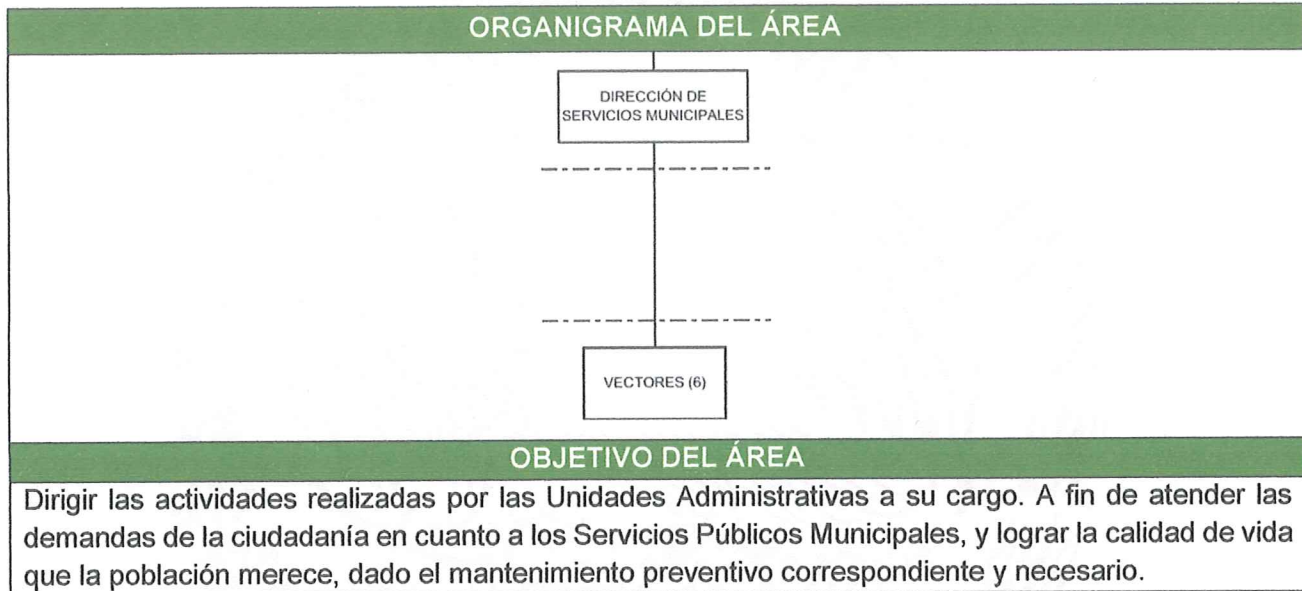 ORGANIGRAMA DEL ÁREA
DIRECCIÓN DE
SERVICIOS MUNICIPALES
VECTORES (6)
OBJETIVO DEL ÁREA
Dirigir las actividades realizadas por las Unidades Administrativas a su cargo. A fin de atender las
demandas de la ciudadanía en cuanto a los Servicios Públicos Municipales, y lograr la calidad de vida
que la población merece, dado el mantenimiento preventivo correspondiente y necesario.